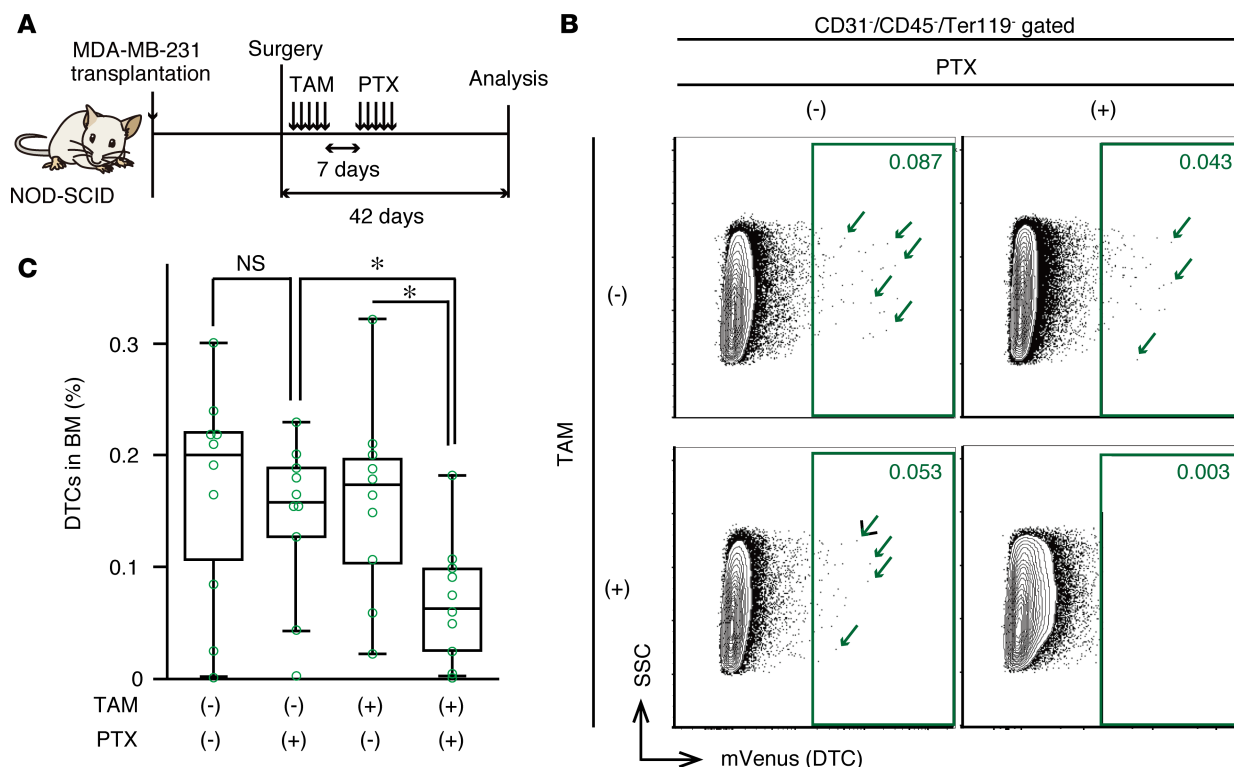 A
MDA-MB-231
transplantation
Surgery
TAM
PTX
Analysis
7 days
42 days
NOD-SCID
B
CD31-/CD45-/Ter119- gated
PTX
(-)
(+)
TAM
(-)
0.087
0.043
(+)
0.053
0.003
SSC
mVenus (DTC)
C
NS
*
*
DTCs in BM (%)
0.3
0.2
0.1
0
TAM (-) (-) (+) (+)
PTX (-) (+) (-) (+)